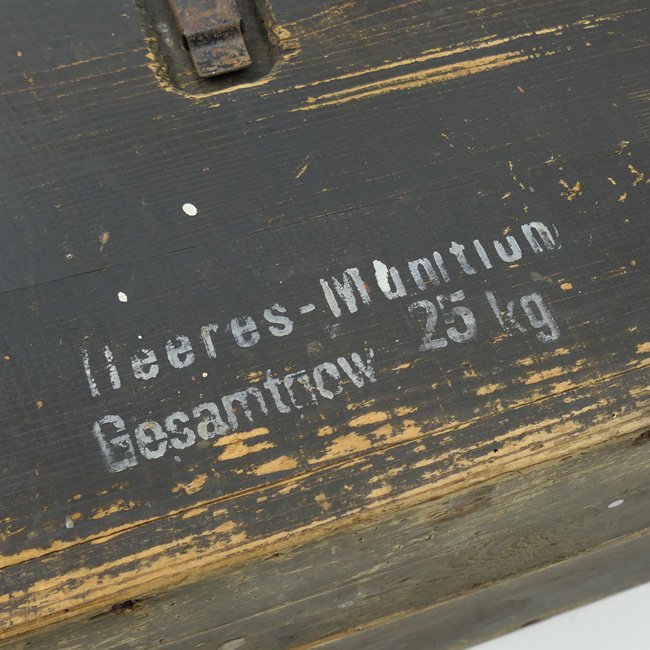 Heeres-Munition
Gesamtgew 25 kg